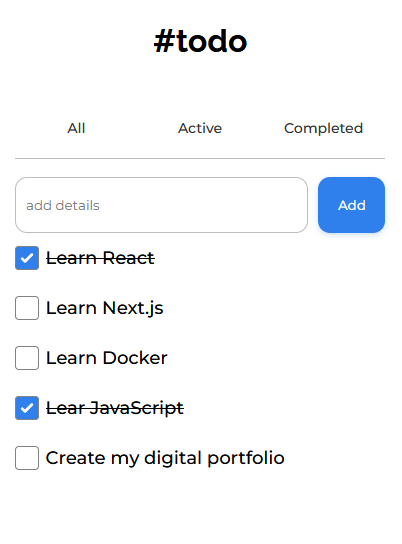 #todo
All Active Completed
add details Add
Learn React
Learn Next.js
Learn Docker
Lear JavaScript
Create my digital portfolio